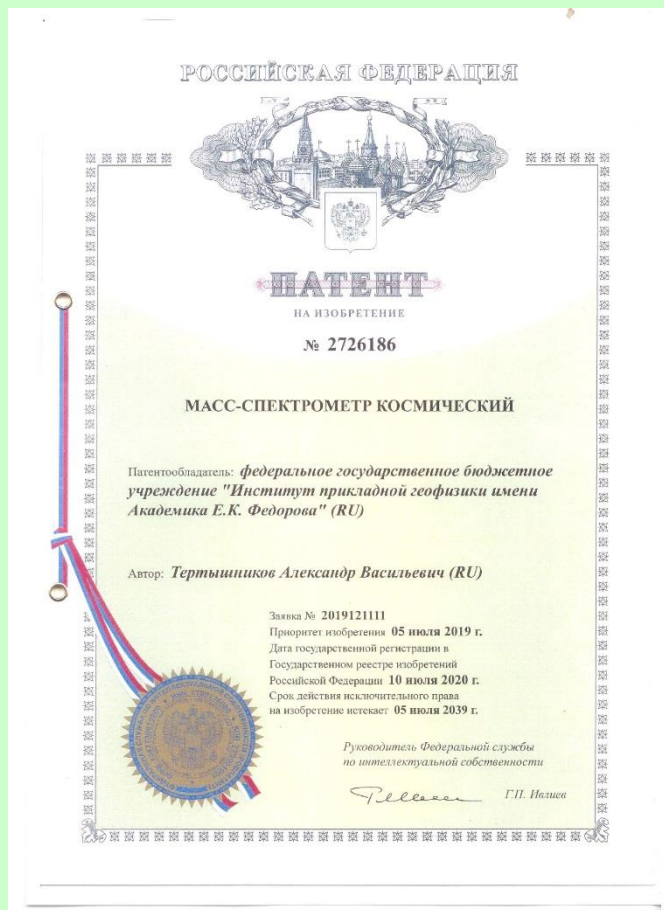 РОССИЙСКАЯ ФЕДЕРАЦИЯ
ПАТЕНТ
НА ИЗОБРЕТЕНИЕ
№ 2726186
МАСС-СПЕКТРОМЕТР КОСМИЧЕСКИЙ
Патентообладатель: федеральное государственное бюджетное
учреждение "Институт прикладной геофизики имени
Академика Е.К. Федорова" (RU)
Автор: Тертышников Александр Васильевич (RU)
Заявка № 2019121111
Приоритет изобретения 05 июля 2019 г.
Дата государственной регистрации в
Государственном реестре изобретений
Российской Федерации 10 июля 2020 г.
Срок действия исключительного права
на изобретение истекает 05 июля 2039 г.
Руководитель Федеральной службы
по интеллектуальной собственности
Г.П. Ивлиев